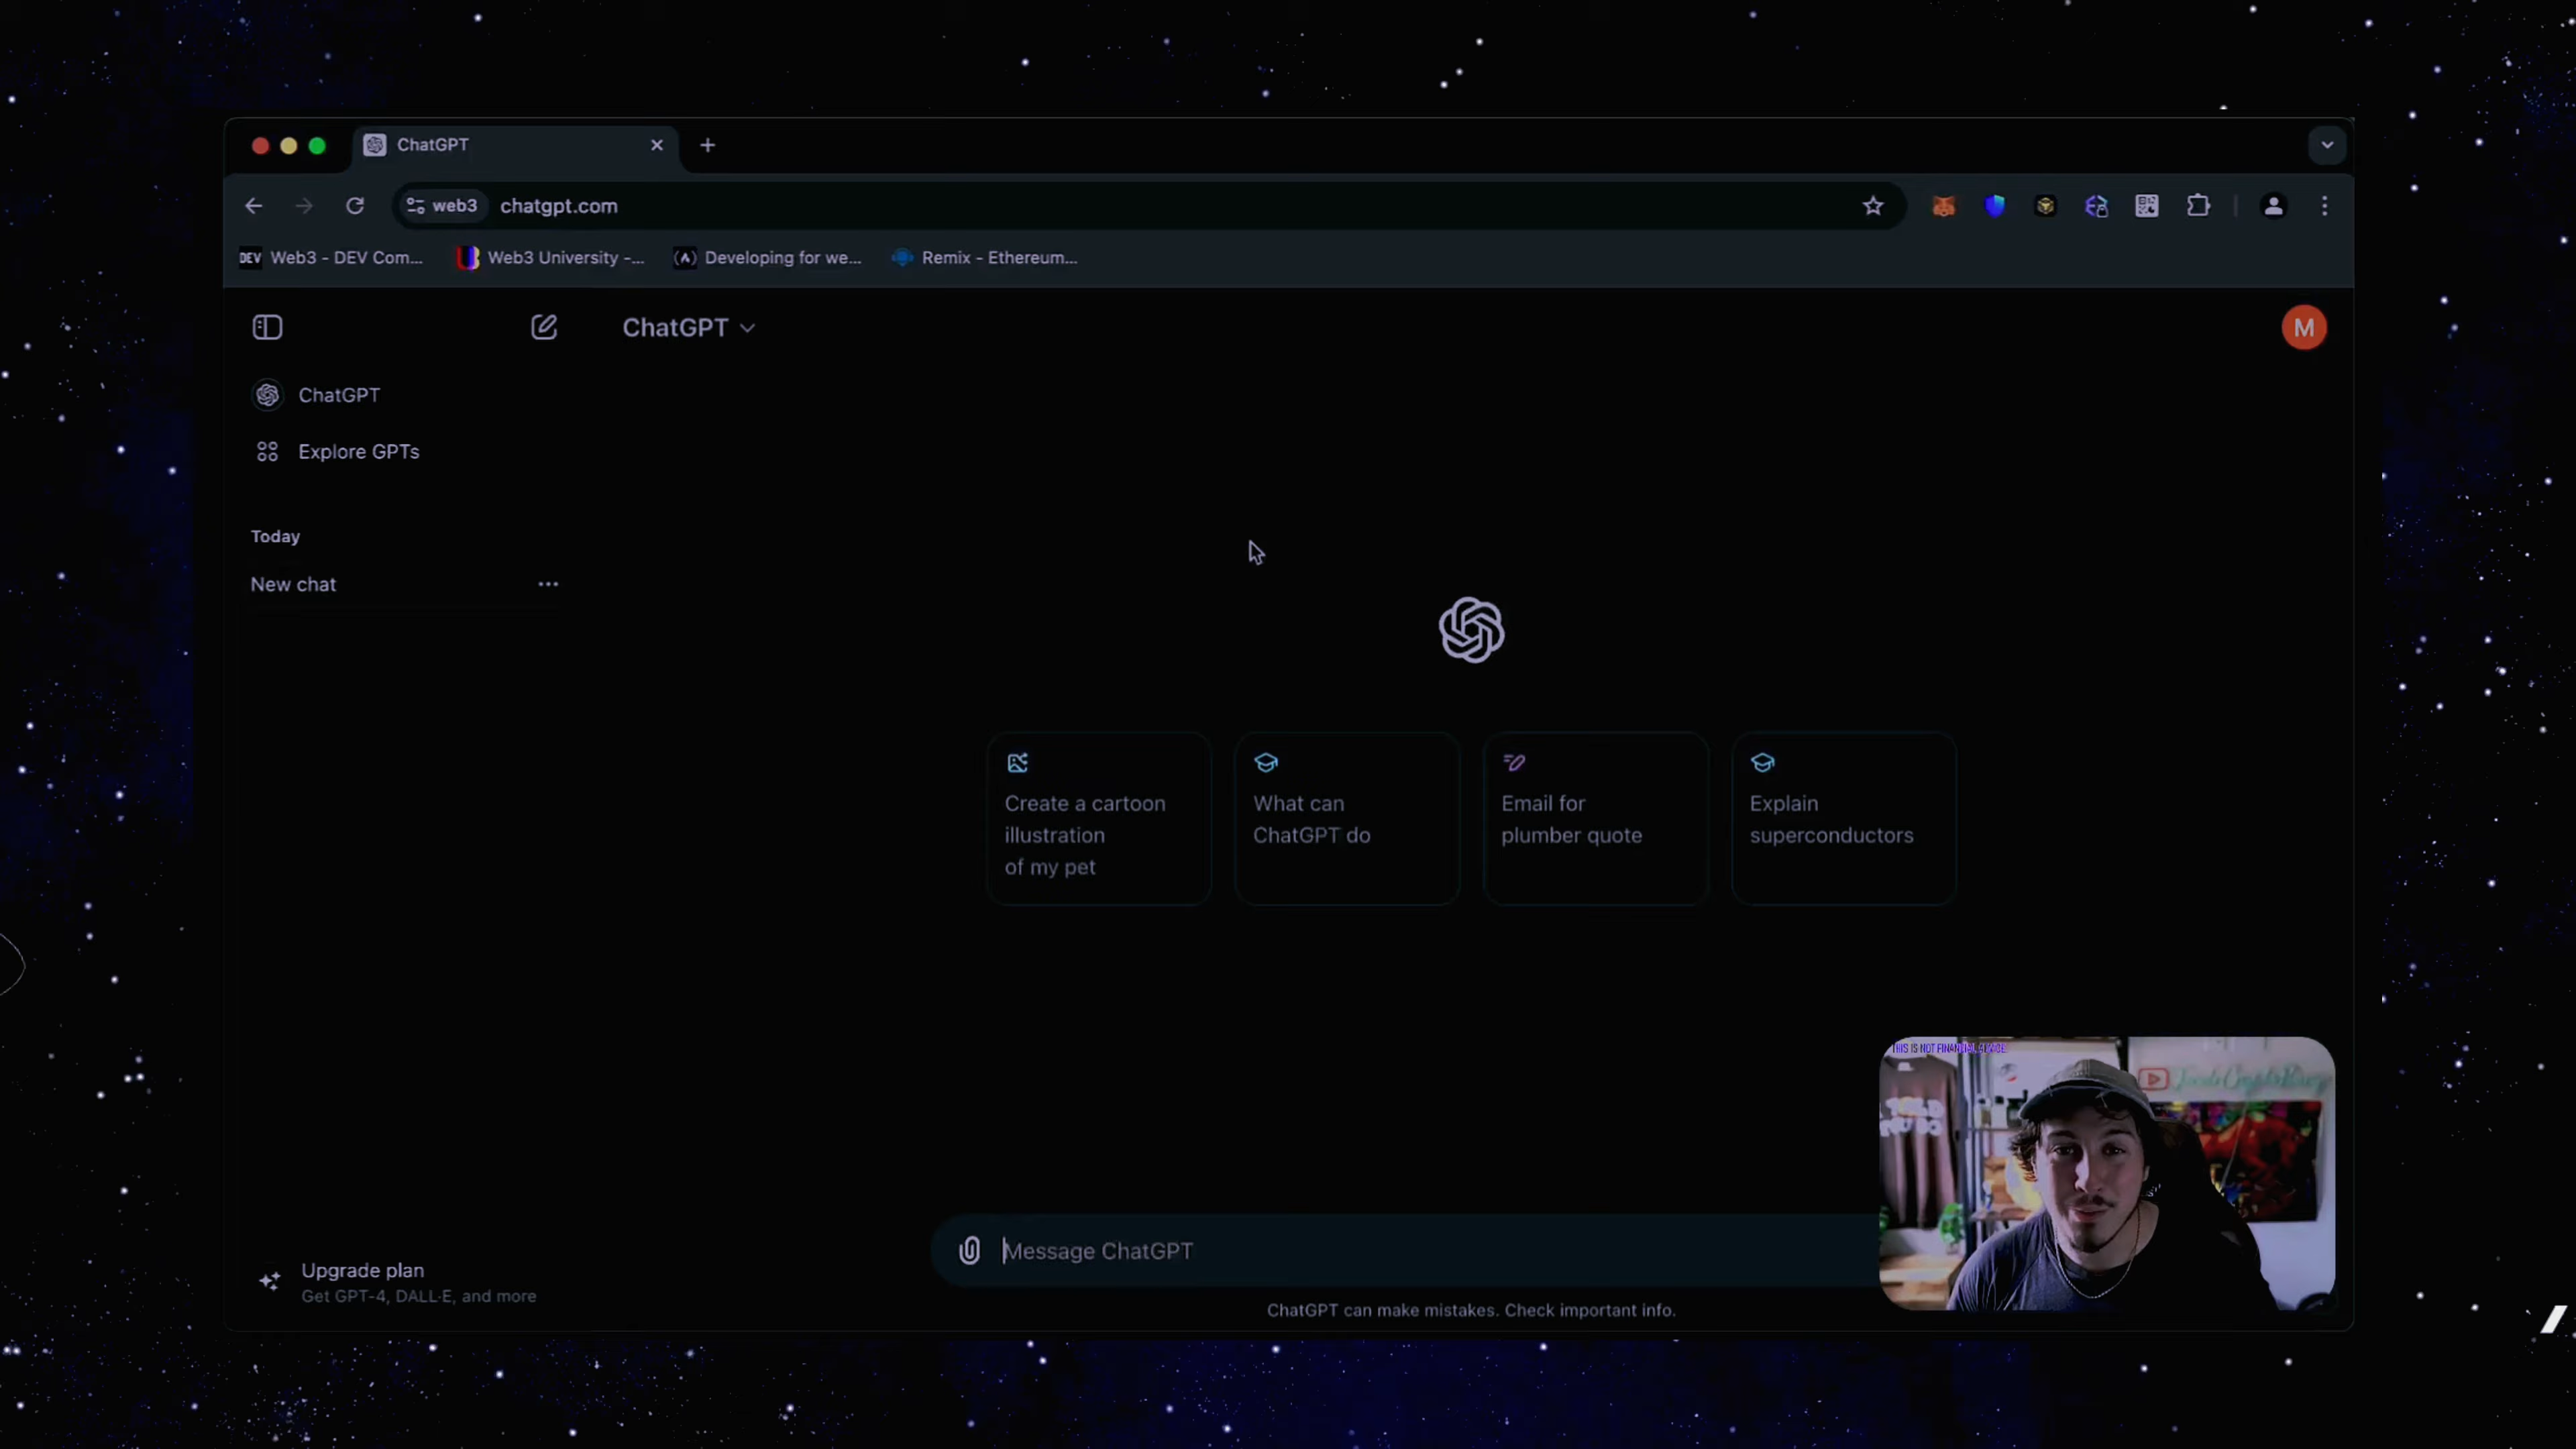 ChatGPT
web3
chatgpt.com
DEV
Web3 - DEV Com...
Web3 University -...
Developing for we...
Remix - Ethereum...
ChatGPT
M
ChatGPT
Explore GPTs
Today
New chat
Create a cartoon
illustration
of my pet
What can
ChatGPT do
Email for
plumber quote
Explain
superconductors
THIS IS NOT FINANCIAL ADVICE
Message ChatGPT
Upgrade plan
Get GPT-4, DALL·E, and more
ChatGPT can make mistakes. Check important info.